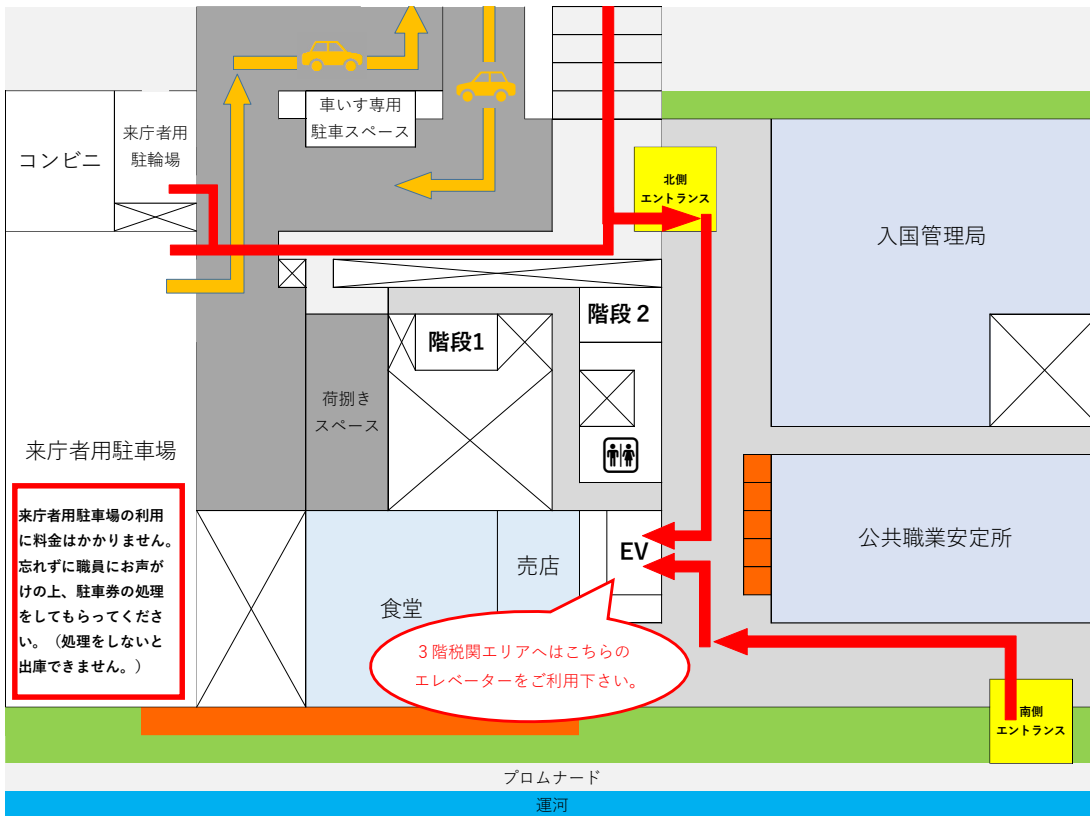 車いす専用
駐車スペース
コンビニ
来庁者用
駐輪場
北側
エントランス
入国管理局
階段２
階段1
荷捌き
スペース
来庁者用駐車場
来庁者用駐車場の利用
に料金はかかりません。
忘れずに職員にお声が
けの上、駐車券の処理
をしてもらってくださ
い。（処理をしないと
出庫できません。）
EV
公共職業安定所
売店
食堂
３階税関エリアへはこちらの
エレベーターをご利用下さい。
南側
エントランス
プロムナード
運河